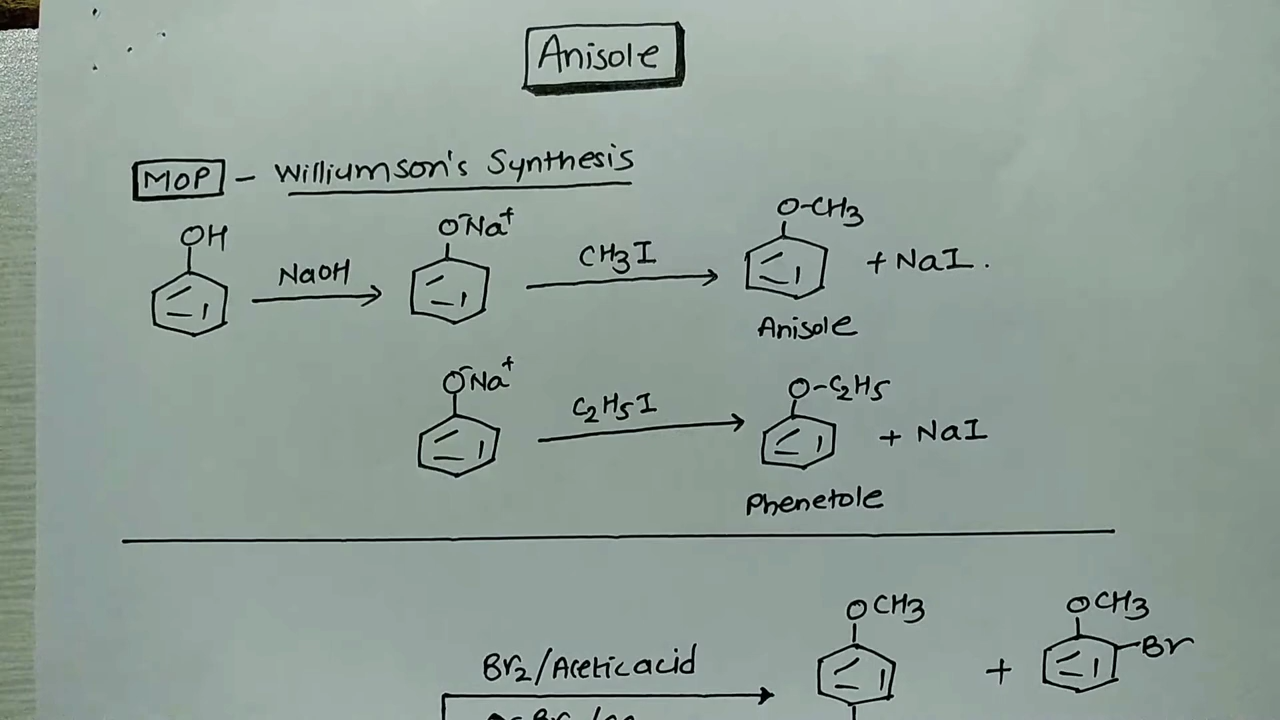 Anisole
MOP - Williumson's Synthesis
OH NaOH O⁻Na⁺ CH3I O-CH3 + NaI.
Anisole
O⁻Na⁺ C2H5I O-C2H5 + NaI
Phenetole
OCH3 OCH3
Br2/Aceticacid + Br